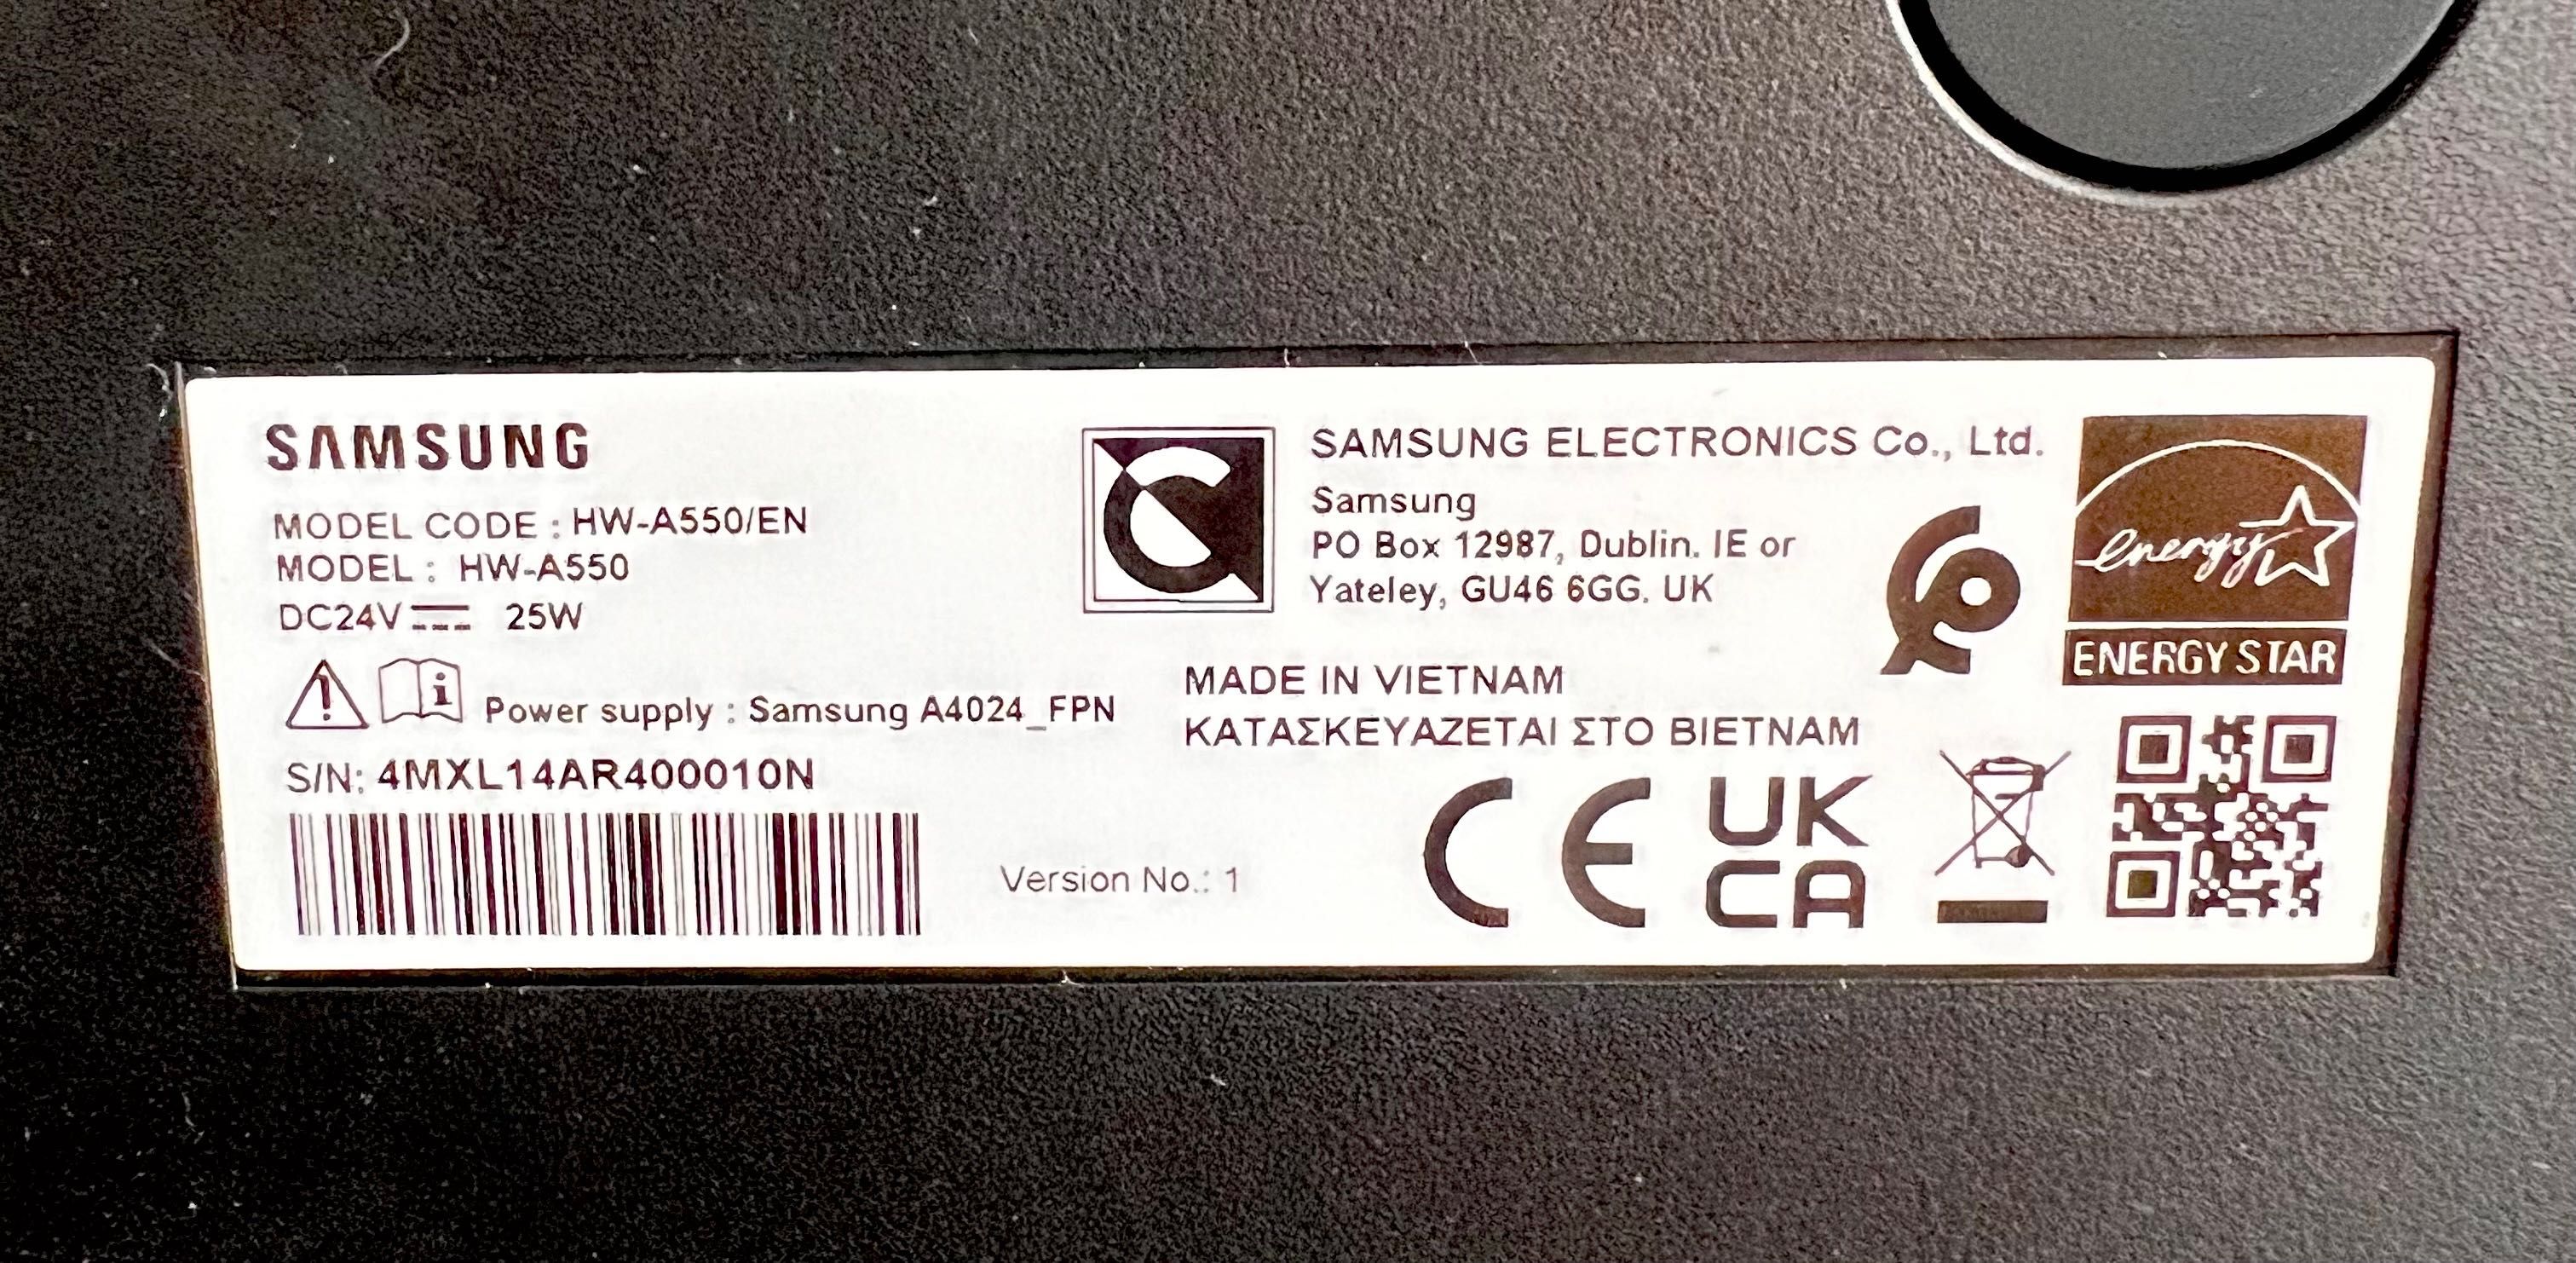 SAMSUNG
MODEL CODE : HW-A550/EN
MODEL : HW-A550
DC24V 25W
Power supply : Samsung A4024_FPN
S/N: 4MXL14AR400010N
Version No.: 1
SAMSUNG ELECTRONICS Co., Ltd.
Samsung
PO Box 12987, Dublin. IE or
Yateley, GU46 6GG. UK
MADE IN VIETNAM
ΚΑΤΑΣΚΕΥΑΖΕΤΑΙ ΣΤΟ ΒΙΕΤΝΑΜ
CE
UK
CA
energy
ENERGY STAR